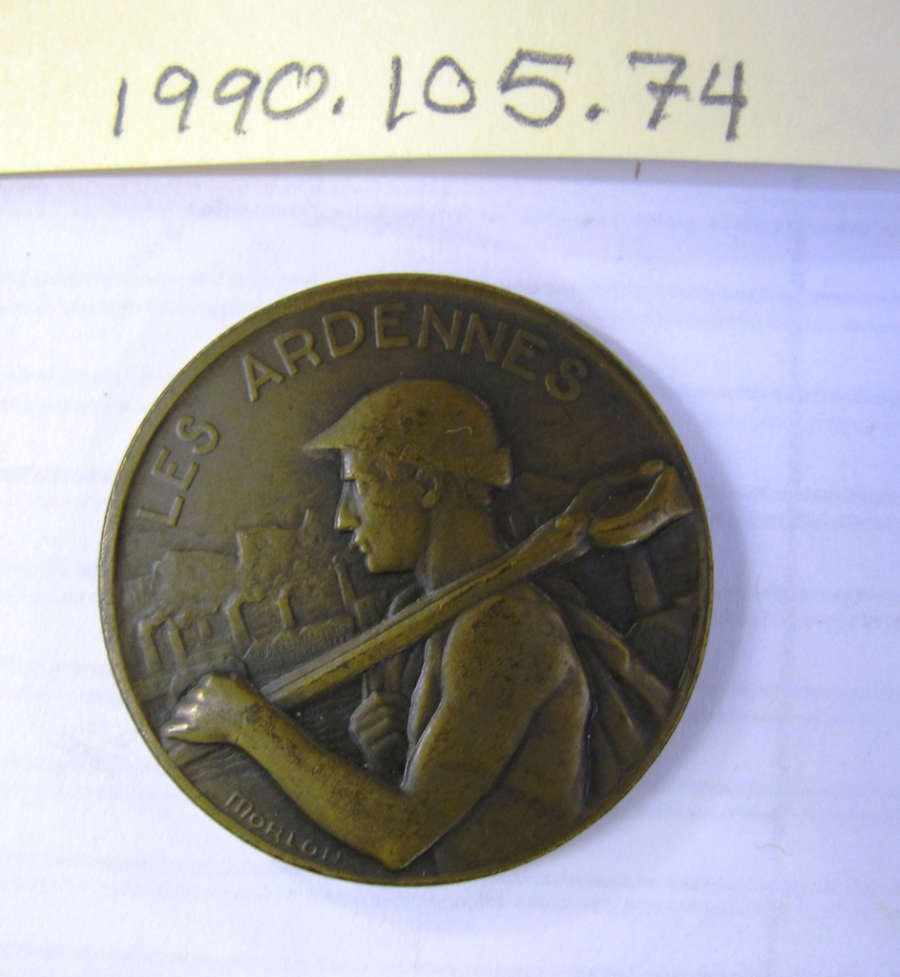 1990.105.74
LES ARDENNES
MORLON